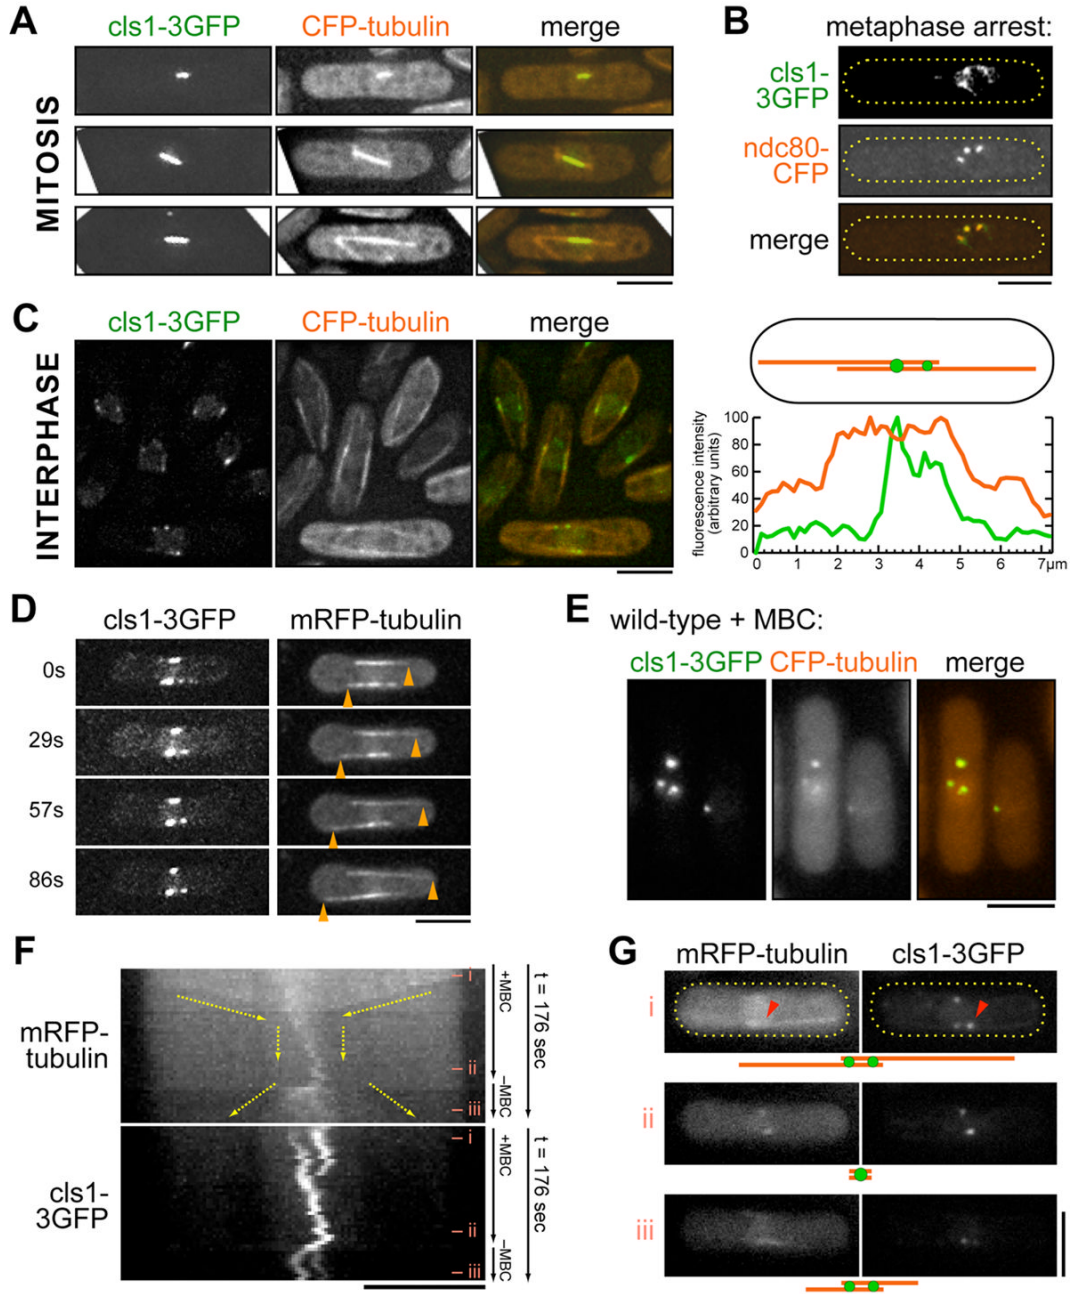 A
cls1-3GFP
CFP-tubulin
merge
MITOSIS
B
metaphase arrest:
cls1-
3GFP
ndc80-
CFP
merge
C
cls1-3GFP
CFP-tubulin
merge
INTERPHASE
fluorescence intensity
(arbitrary units)
100
80
60
40
20
0
0 1 2 3 4 5 6 7µm
D
cls1-3GFP
mRFP-tubulin
0s
29s
57s
86s
E
wild-type + MBC:
cls1-3GFP
CFP-tubulin
merge
F
mRFP-
tubulin
i
ii
iii
+MBC
−MBC
t = 176 sec
cls1-
3GFP
i
ii
iii
+MBC
−MBC
t = 176 sec
G
mRFP-tubulin
cls1-3GFP
i
ii
iii